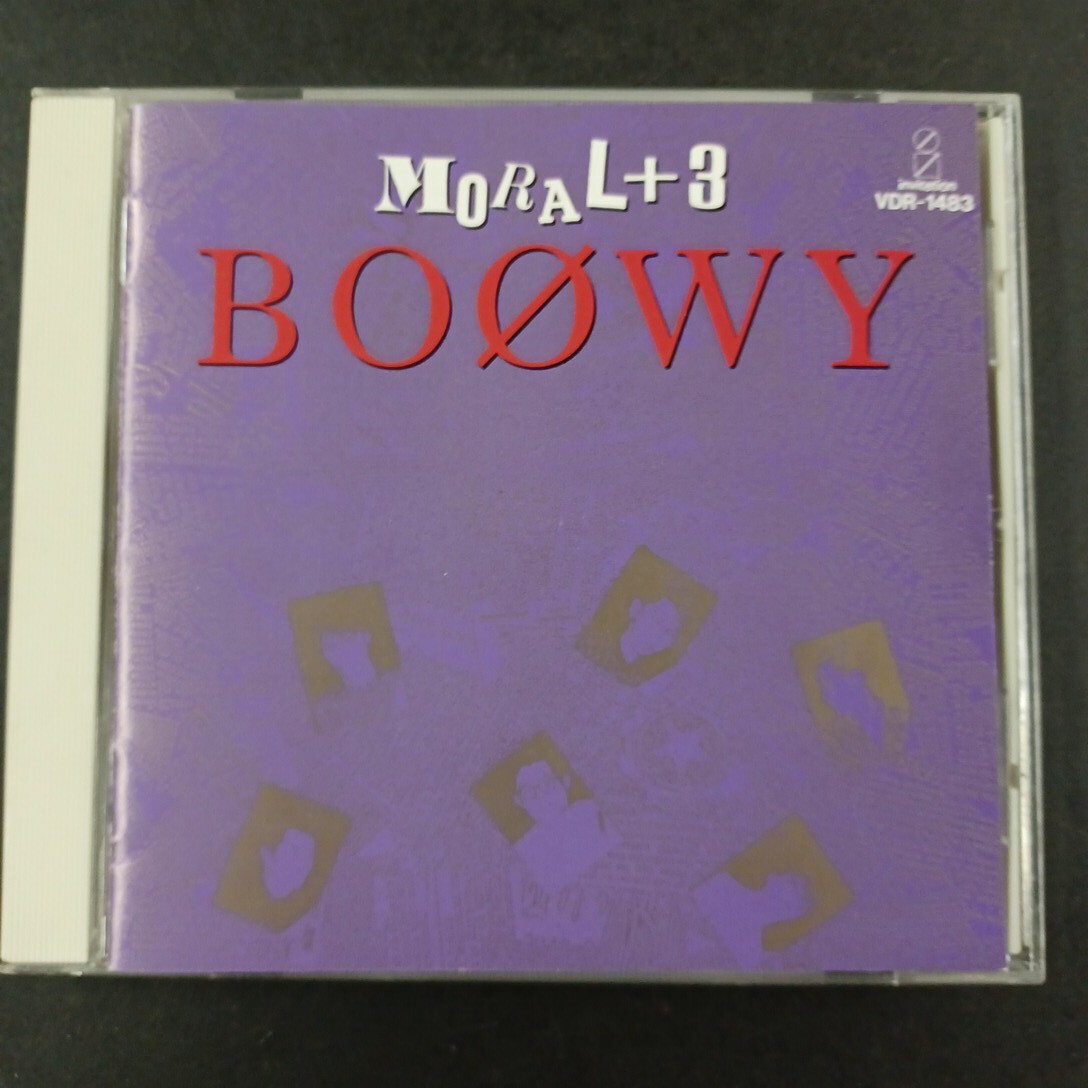 MORAL+3
invitation
VDR-1483
BOØWY